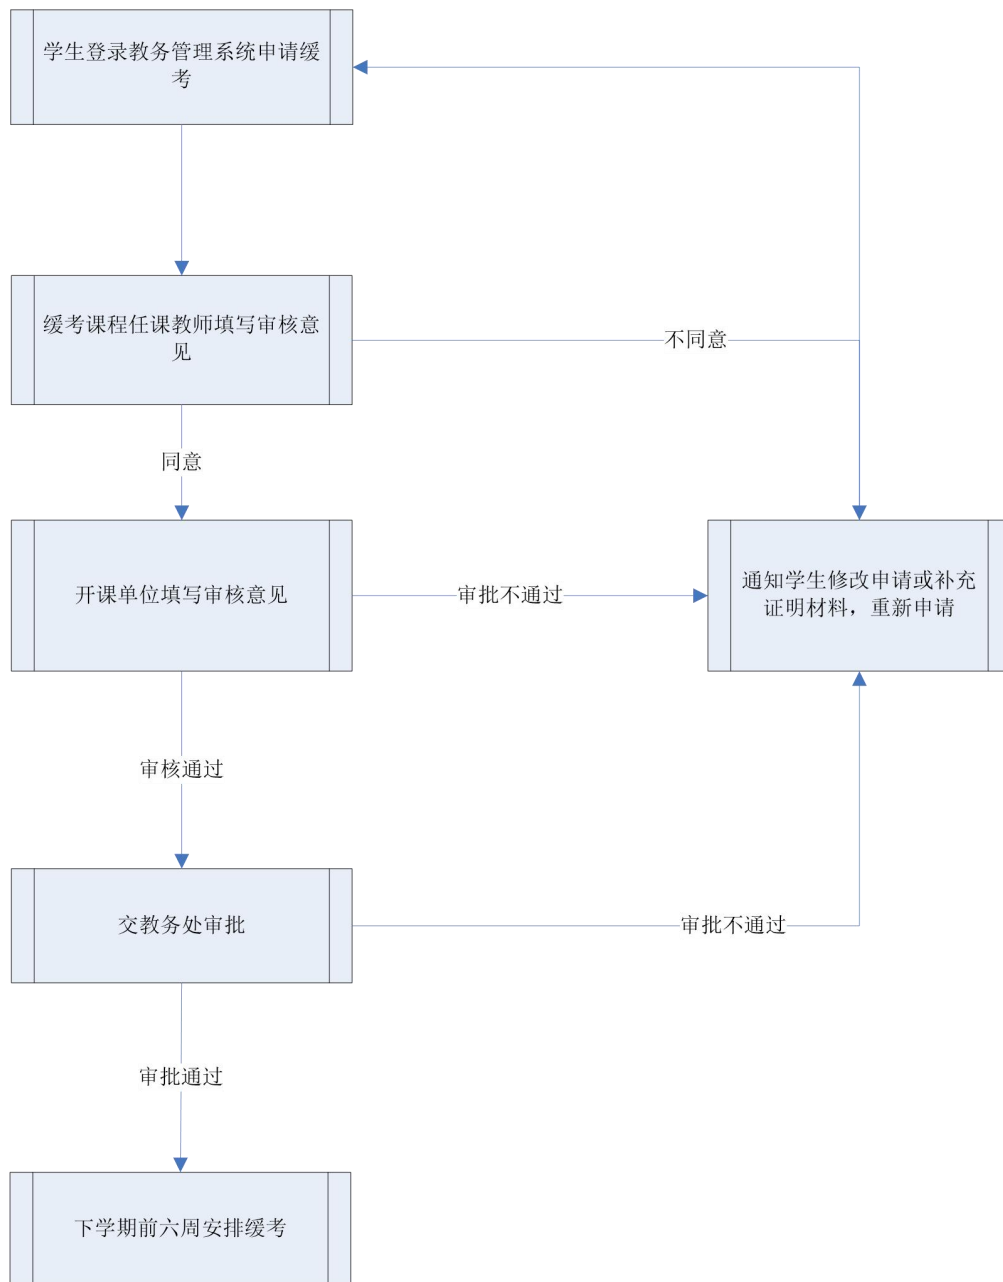 学生登录教务管理系统申请缓
考
缓考课程任课教师填写审核意
见
不同意
同意
开课单位填写审核意见
审批不通过
通知学生修改申请或补充
证明材料，重新申请
审核通过
交教务处审批
审批不通过
审批通过
下学期前六周安排缓考